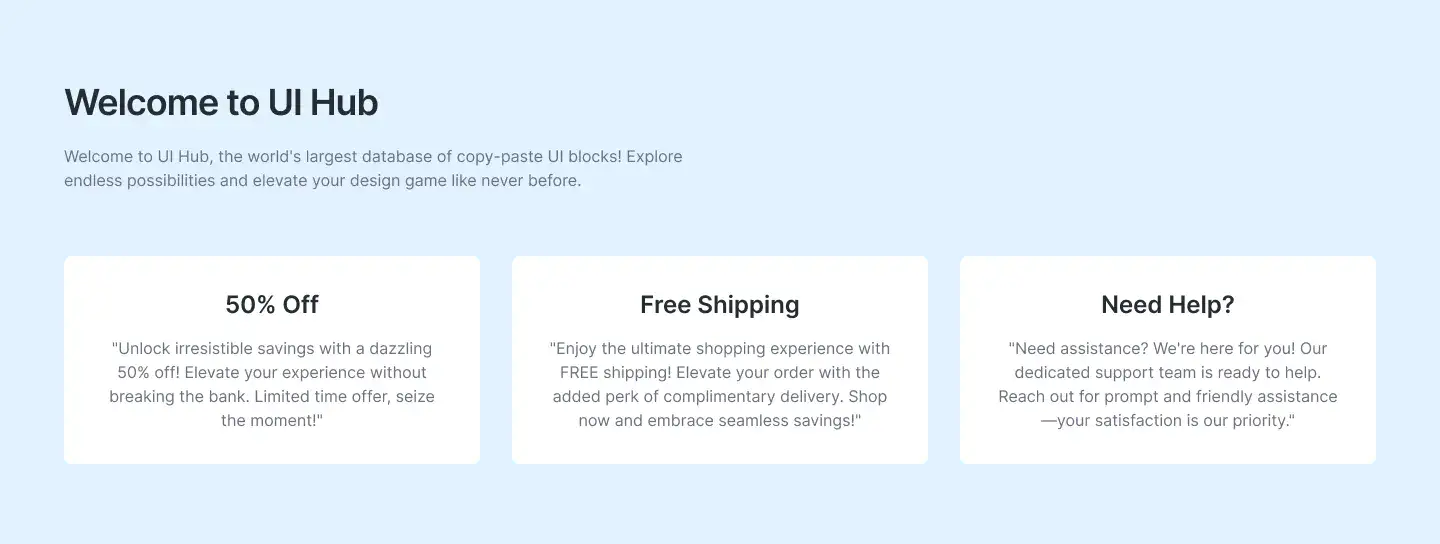 Welcome to UI Hub
Welcome to UI Hub, the world's largest database of copy-paste UI blocks! Explore
endless possibilities and elevate your design game like never before.
50% Off
"Unlock irresistible savings with a dazzling
50% off! Elevate your experience without
breaking the bank. Limited time offer, seize
the moment!"
Free Shipping
"Enjoy the ultimate shopping experience with
FREE shipping! Elevate your order with the
added perk of complimentary delivery. Shop
now and embrace seamless savings!"
Need Help?
"Need assistance? We're here for you! Our
dedicated support team is ready to help.
Reach out for prompt and friendly assistance
—your satisfaction is our priority."